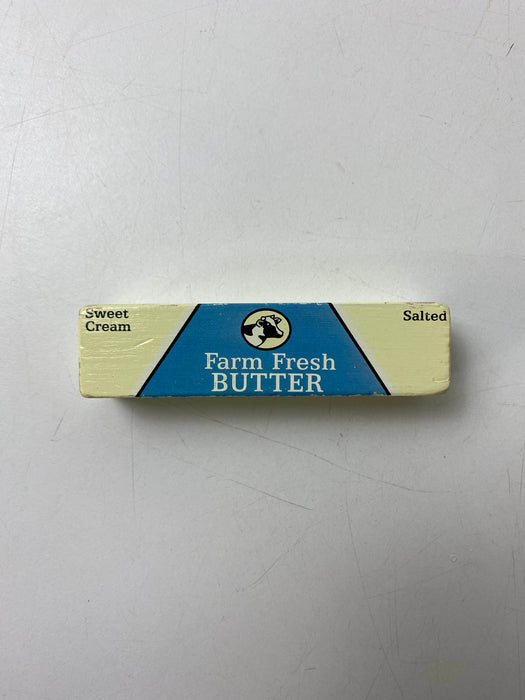 Sweet
Cream
Salted
Farm Fresh
BUTTER